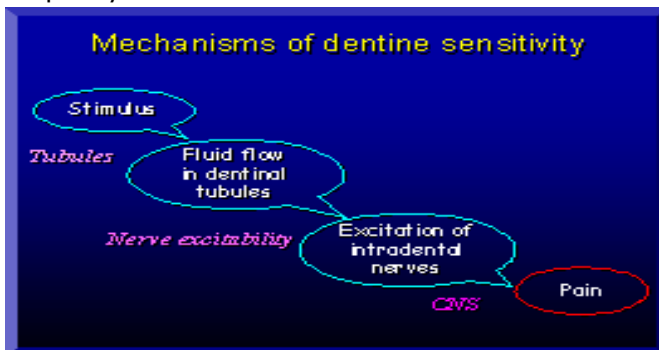 Mechanisms of dentine sensitivity
Stimulus
Tubules
Fluid flow
in dentinal
tubules
Nerve excitability
Excitation of
intradental
nerves
CNS
Pain